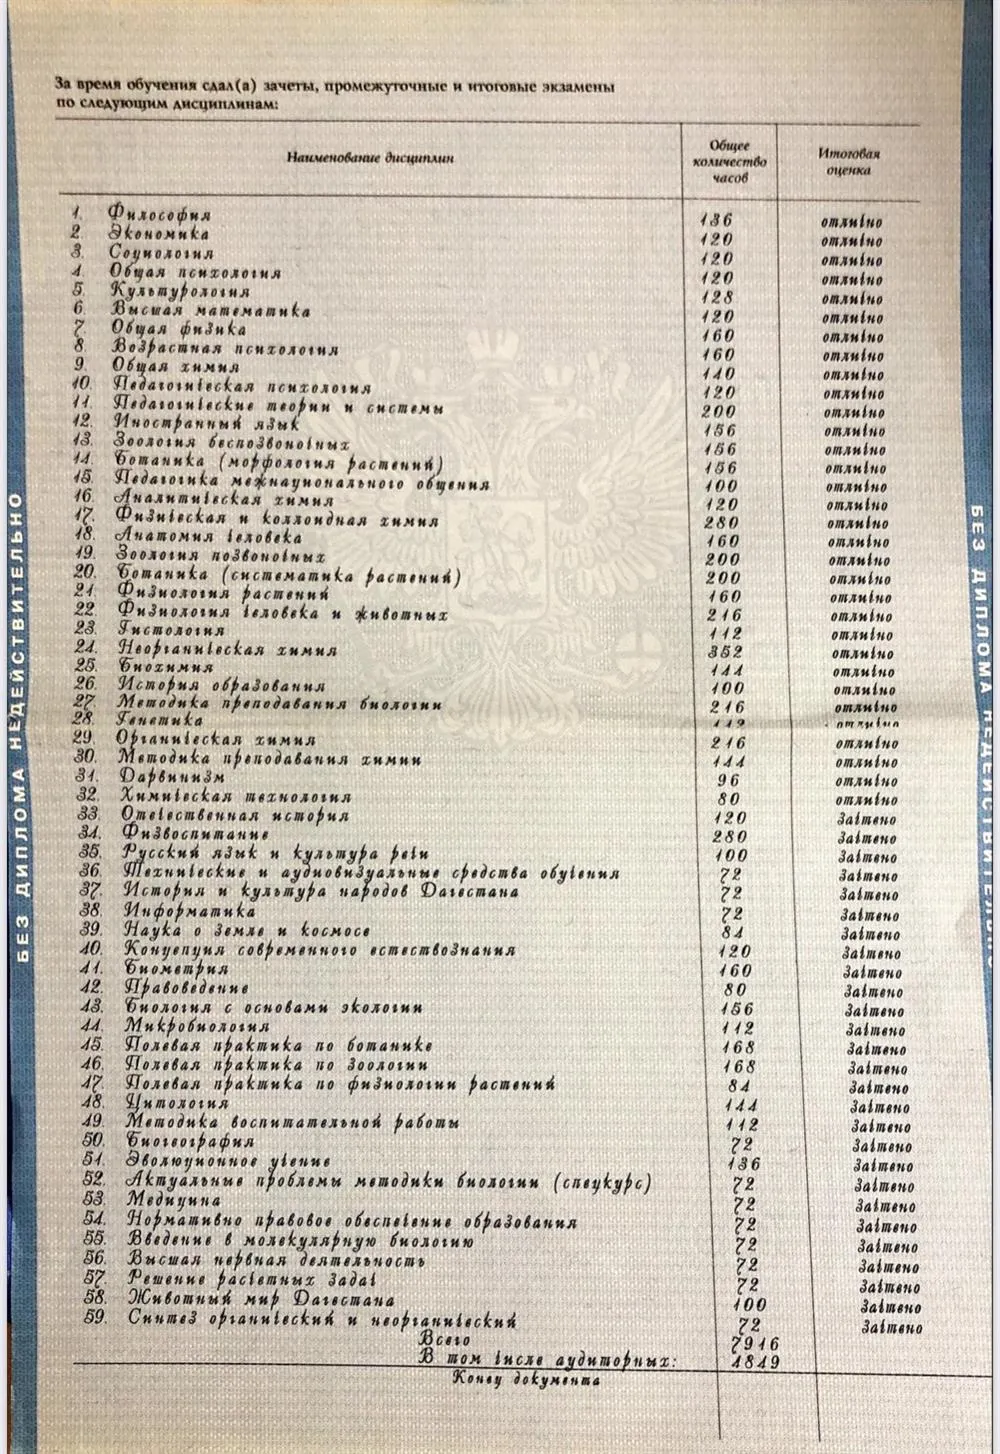 За время обучения сдал(а) зачеты, промежуточные и итоговые экзамены
по следующим дисциплинам:
Наименование дисциплин
Общее
количество
часов
Итоговая
оценка
1. Философия 136 отлично
2. Экономика 120 отлично
3. Социология 120 отлично
4. Общая психология 120 отлично
5. Культурология 128 отлично
6. Высшая математика 120 отлично
7. Общая физика 160 отлично
8. Возрастная психология 160 отлично
9. Общая химия 140 отлично
10. Педагогическая психология 120 отлично
11. Педагогические теории и системы 200 отлично
12. Иностранный язык 156 отлично
13. Зоология беспозвоночных 156 отлично
14. Ботаника (морфология растений) 156 отлично
15. Педагогика межнационального общения 100 отлично
16. Аналитическая химия 120 отлично
17. Физическая и коллоидная химия 280 отлично
18. Анатомия человека 160 отлично
19. Зоология позвоночных 200 отлично
20. Ботаника (систематика растений) 200 отлично
21. Физиология растений 160 отлично
22. Физиология человека и животных 216 отлично
23. Гистология 112 отлично
24. Неорганическая химия 352 отлично
25. Биохимия 144 отлично
26. История образования 100 отлично
27. Методика преподавания биологии 216 отлично
28. Генетика 112 отлично
29. Органическая химия 216 отлично
30. Методика преподавания химии 144 отлично
31. Дарвинизм 96 отлично
32. Химическая технология 80 отлично
33. Отечественная история 120 Зачтено
34. Физвоспитание 280 Зачтено
35. Русский язык и культура речи 100 Зачтено
36. Технические и аудиовизуальные средства обучения 72 Зачтено
37. История и культура народов Дагестана 72 Зачтено
38. Информатика 72 Зачтено
39. Наука о Земле и космосе 84 Зачтено
40. Концепция современного естествознания 120 Зачтено
41. Биометрия 160 Зачтено
42. Правоведение 80 Зачтено
43. Биология с основами экологии 156 Зачтено
44. Микробиология 112 Зачтено
45. Полевая практика по ботанике 168 Зачтено
46. Полевая практика по зоологии 168 Зачтено
47. Полевая практика по физиологии растений 84 Зачтено
48. Цитология 144 Зачтено
49. Методика воспитательной работы 112 Зачтено
50. Биогеография 72 Зачтено
51. Эволюционное учение 136 Зачтено
52. Актуальные проблемы методики биологии (спецкурс) 72 Зачтено
53. Медицина 72 Зачтено
54. Нормативно правовое обеспечение образования 72 Зачтено
55. Введение в молекулярную биологию 72 Зачтено
56. Высшая нервная деятельность 72 Зачтено
57. Решение расчетных задач 72 Зачтено
58. Животный мир Дагестана 100 Зачтено
59. Синтез органический и неорганический 72 Зачтено
Всего 7916
В том числе аудиторных: 4849
Конец документа
БЕЗ ДИПЛОМА НЕДЕЙСТВИТЕЛЬНО
БЕЗ ДИПЛОМА НЕДЕЙСТВИТЕЛЬНО